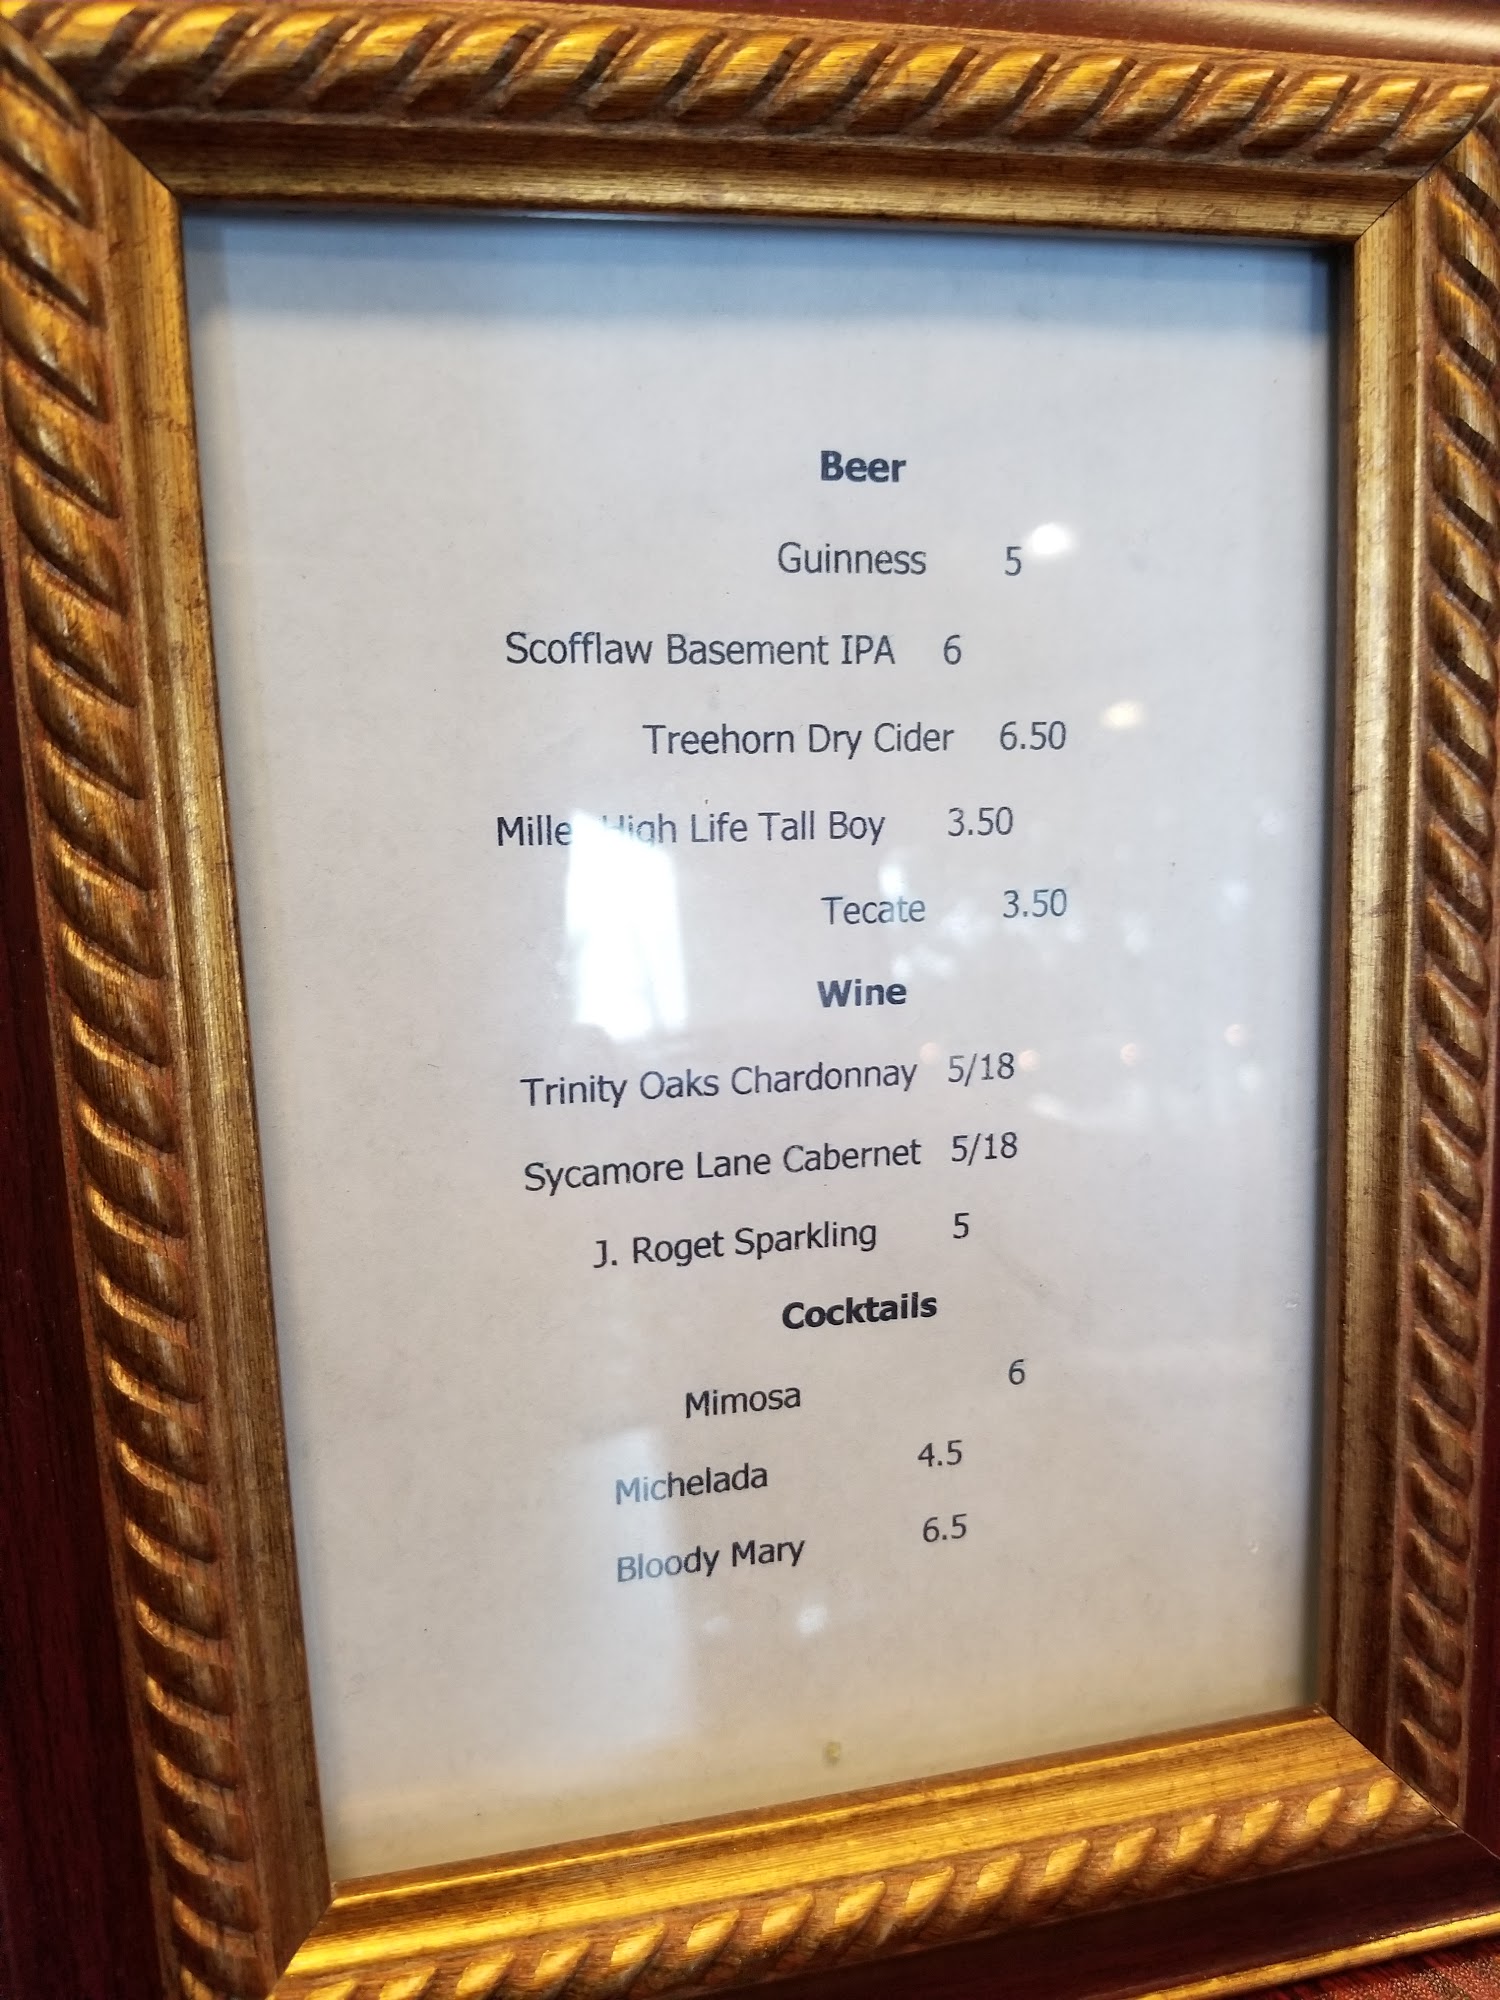 Beer
Guinness 5
Scofflaw Basement IPA 6
Treehorn Dry Cider 6.50
Miller High Life Tall Boy 3.50
Tecate 3.50
Wine
Trinity Oaks Chardonnay 5/18
Sycamore Lane Cabernet 5/18
J. Roget Sparkling 5
Cocktails
Mimosa 6
Michelada 4.5
Bloody Mary 6.5